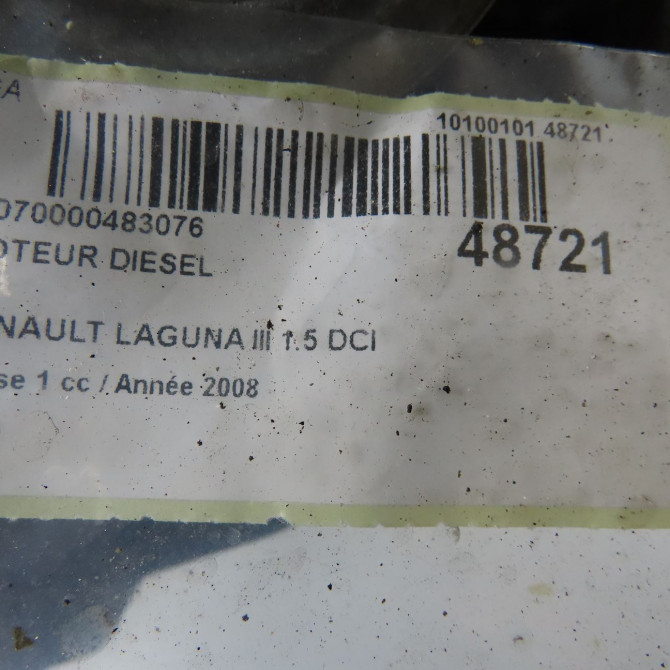 10100101 48721
070000483076
48721
OTEUR DIESEL
NAULT LAGUNA III 1.5 DCI
se 1 cc / Année 2008